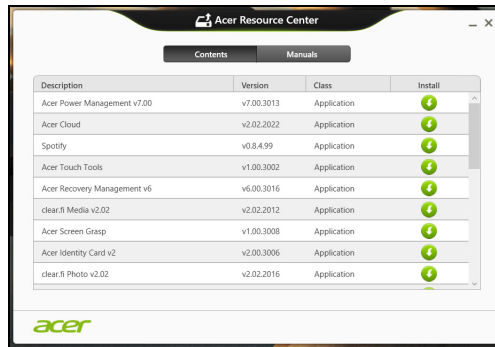 Acer Resource Center
Contents Manuals
Description Version Class Install
Acer Power Management v7.00 v7.00.3013 Application
Acer Cloud v2.02.2022 Application
Spotify v0.8.4.99 Application
Acer Touch Tools v1.00.3002 Application
Acer Recovery Management v6 v6.00.3016 Application
clear.fi Media v2.02 v2.02.2012 Application
Acer Screen Grasp v1.00.3008 Application
Acer Identity Card v2 v2.00.3006 Application
clear.fi Photo v2.02 v2.02.2016 Application
acer